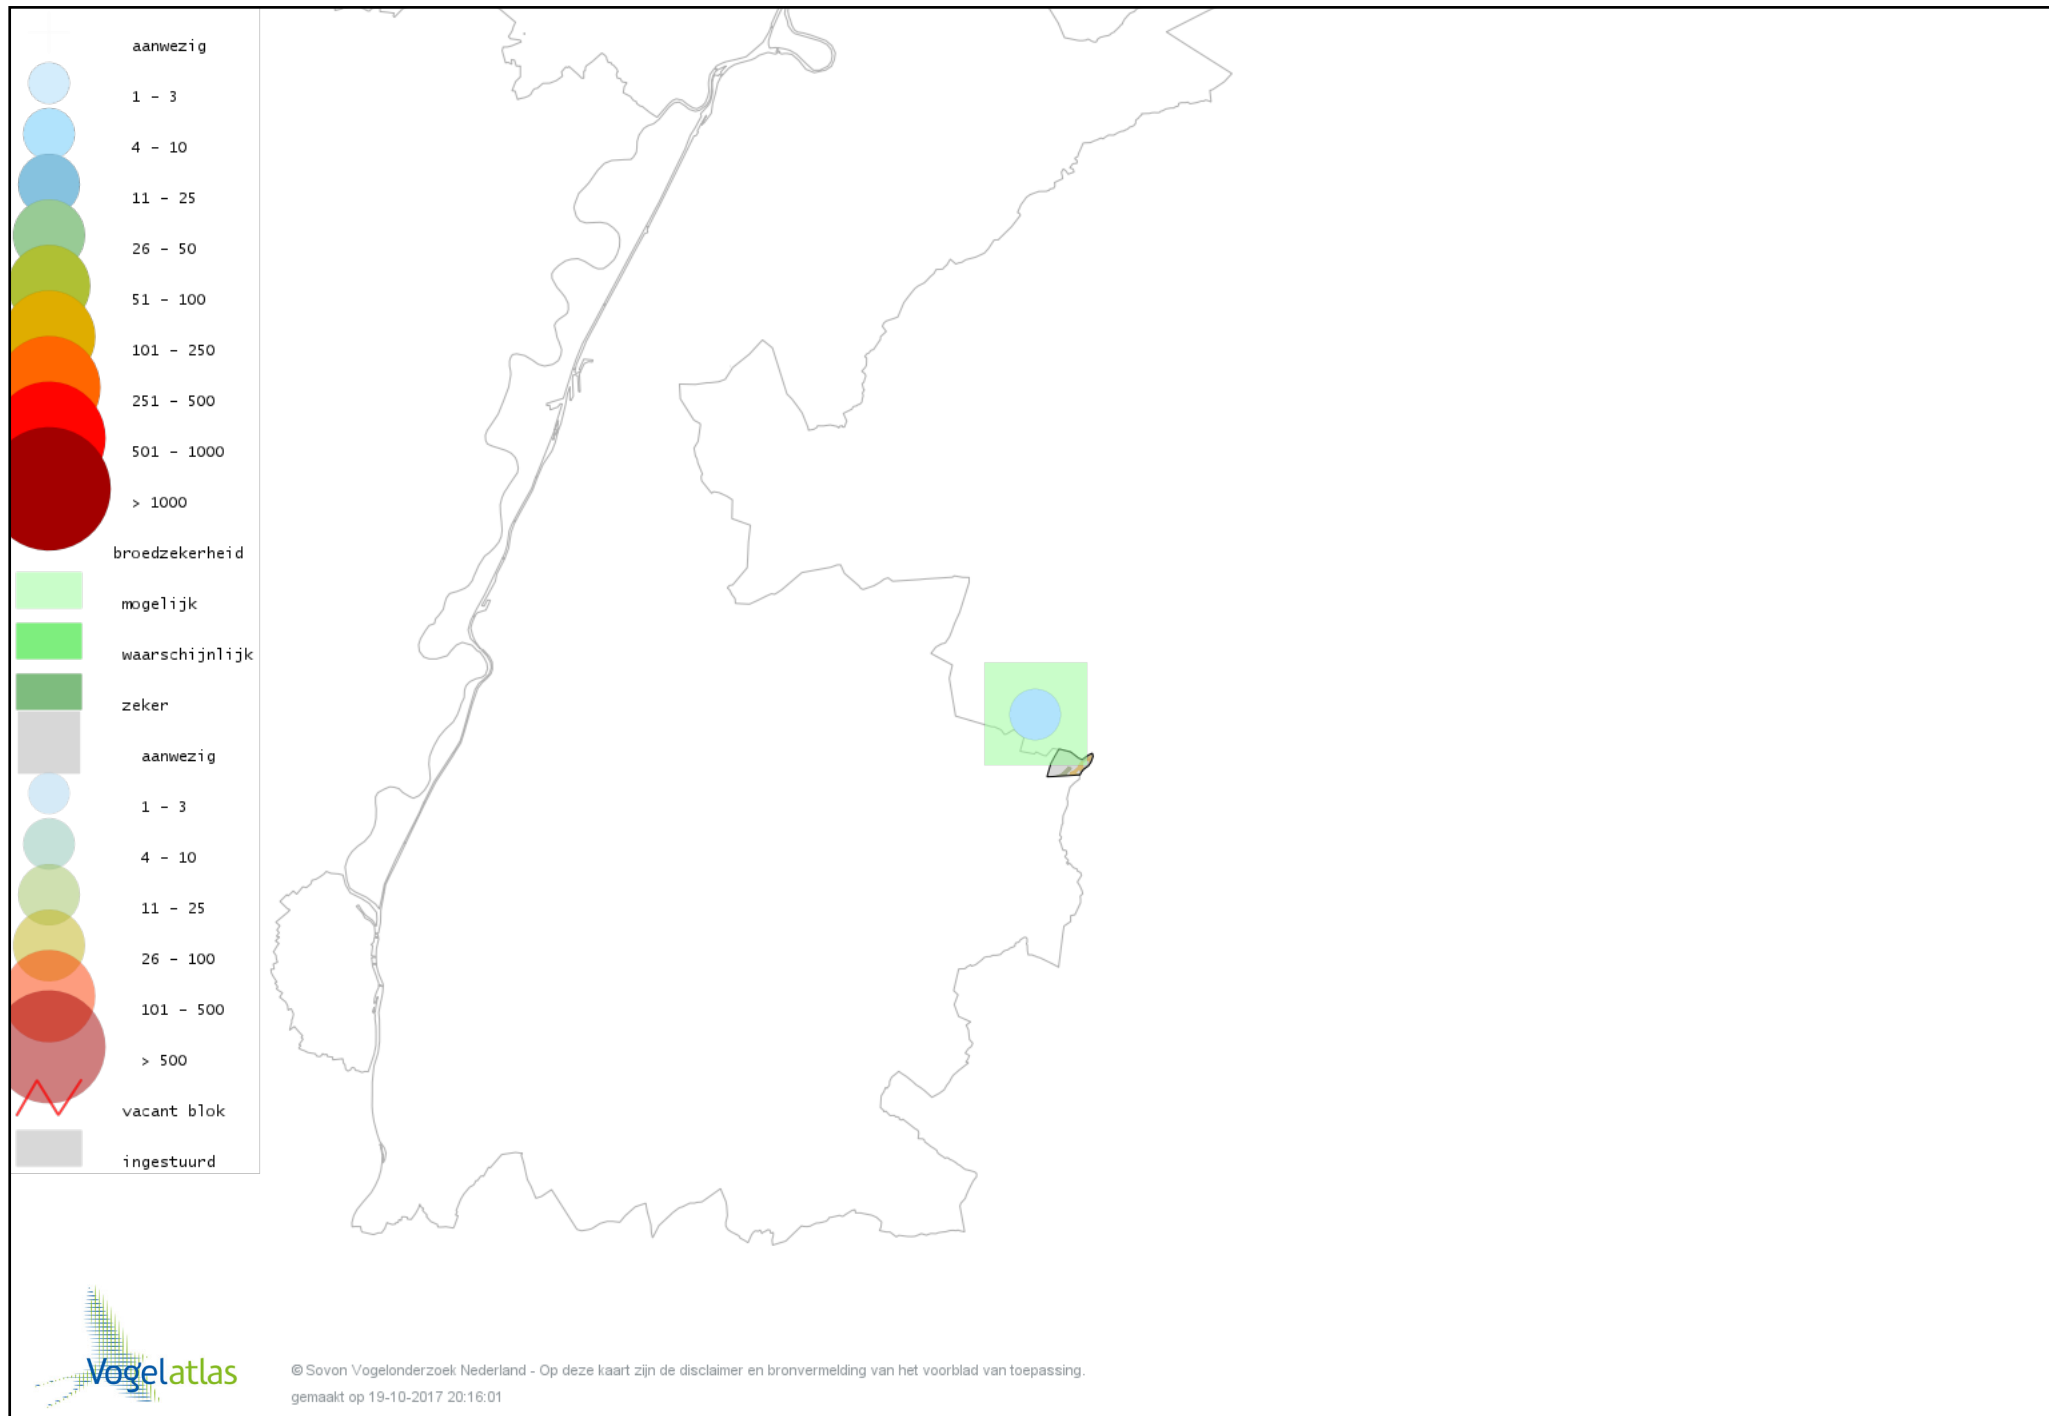 aanwezig
1 – 3
4 – 10
11 – 25
26 – 50
51 – 100
101 – 250
251 – 500
501 – 1000
> 1000
broedzekerheid
mogelijk
waarschijnlijk
zeker
aanwezig
1 – 3
4 – 10
11 – 25
26 – 100
101 – 500
> 500
vacant blok
ingestuurd
Vogelatlas
© Sovon Vogelonderzoek Nederland - Op deze kaart zijn de disclaimer en bronvermelding van het voorblad van toepassing.
gemaakt op 19-10-2017 20:16:01